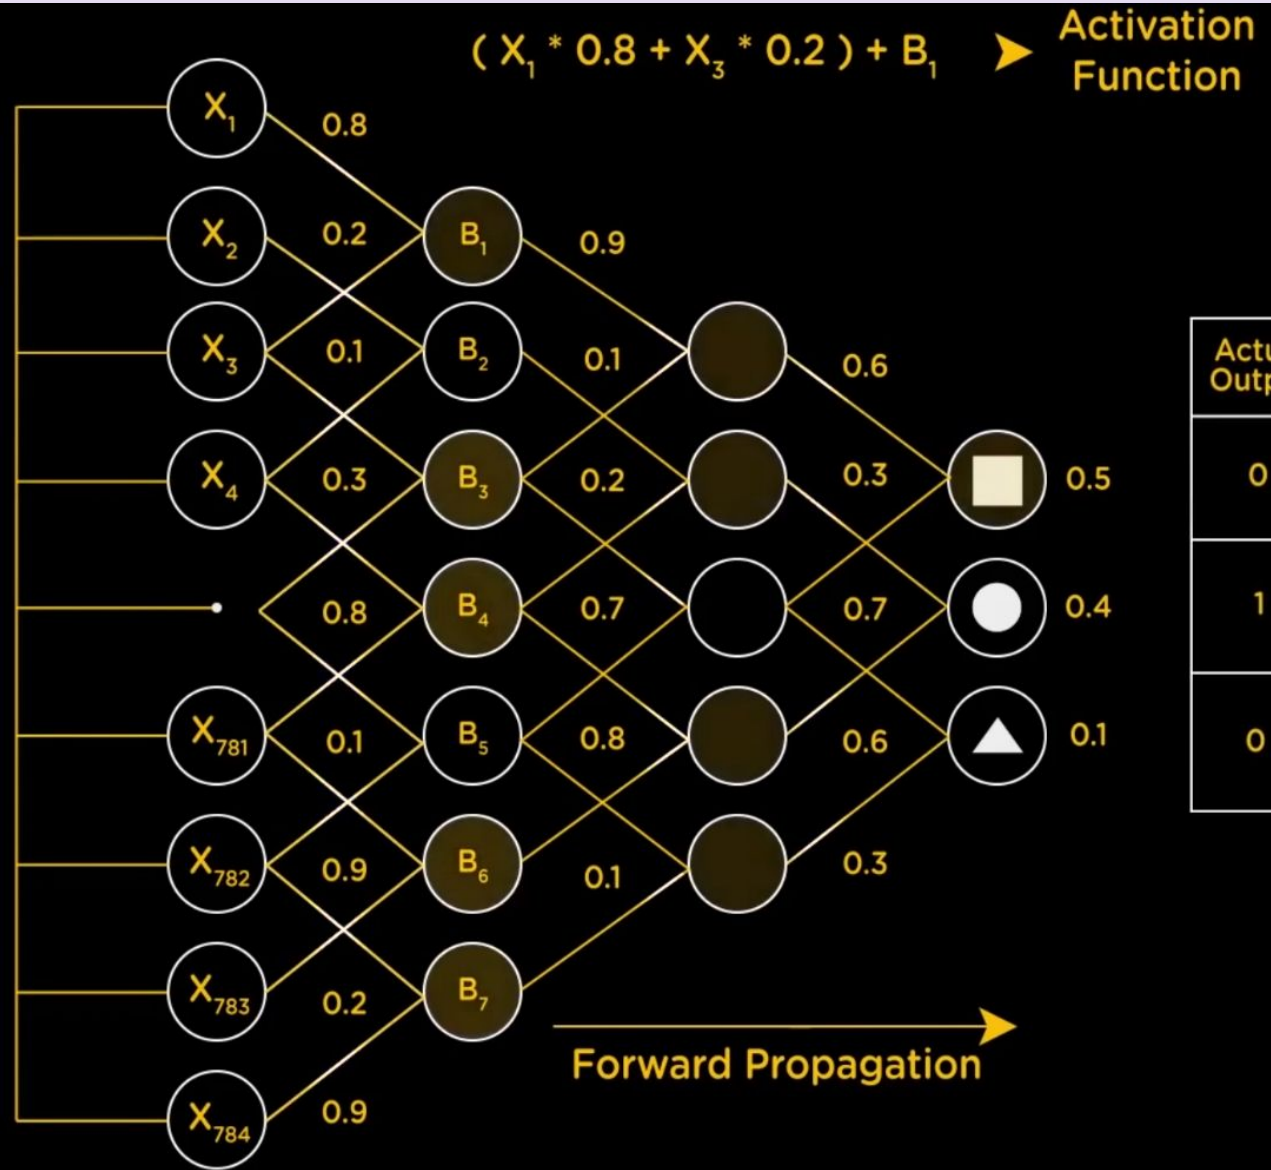 ( X₁ * 0.8 + X₃ * 0.2 ) + B₁
Activation
Function
X₁
0.8
X₂
0.2
B₁
0.9
X₃
0.1
B₂
0.1
0.6
X₄
0.3
B₃
0.2
0.3
0.5
0.8
B₄
0.7
0.7
0.4
X₇₈₁
0.1
B₅
0.8
0.6
0.1
X₇₈₂
0.9
B₆
0.1
0.3
X₇₈₃
0.2
B₇
X₇₈₄
0.9
Forward Propagation
0
1
0